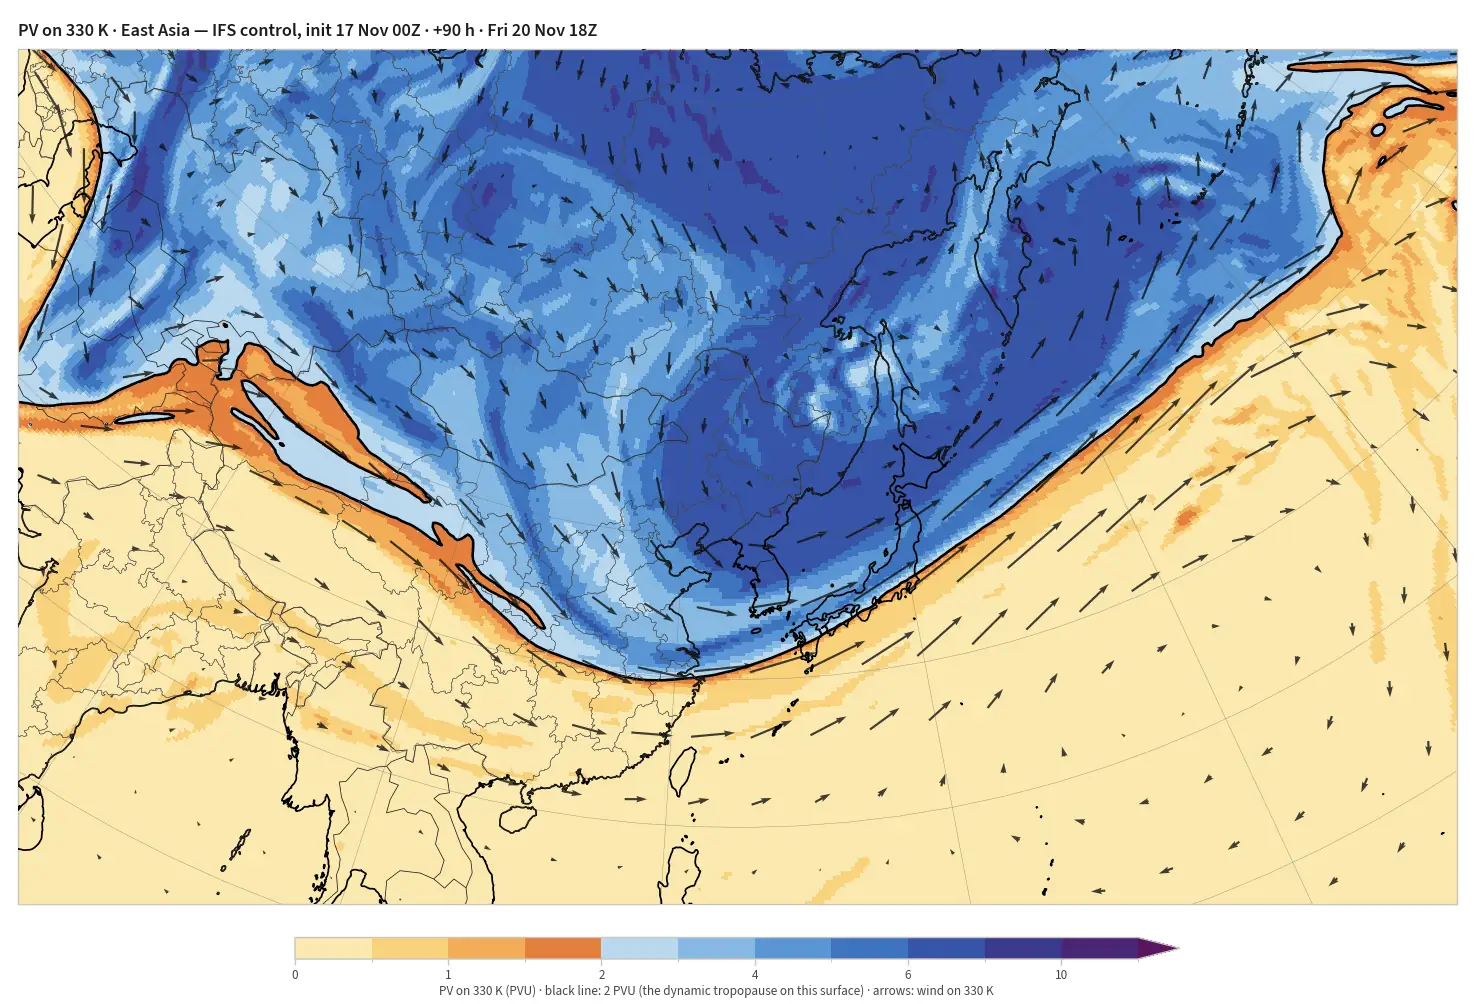 PV on 330 K · East Asia — IFS control, init 17 Nov 00Z · +90 h · Fri 20 Nov 18Z
0 1 2 4 6 10
PV on 330 K (PVU) · black line: 2 PVU (the dynamic tropopause on this surface) · arrows: wind on 330 K